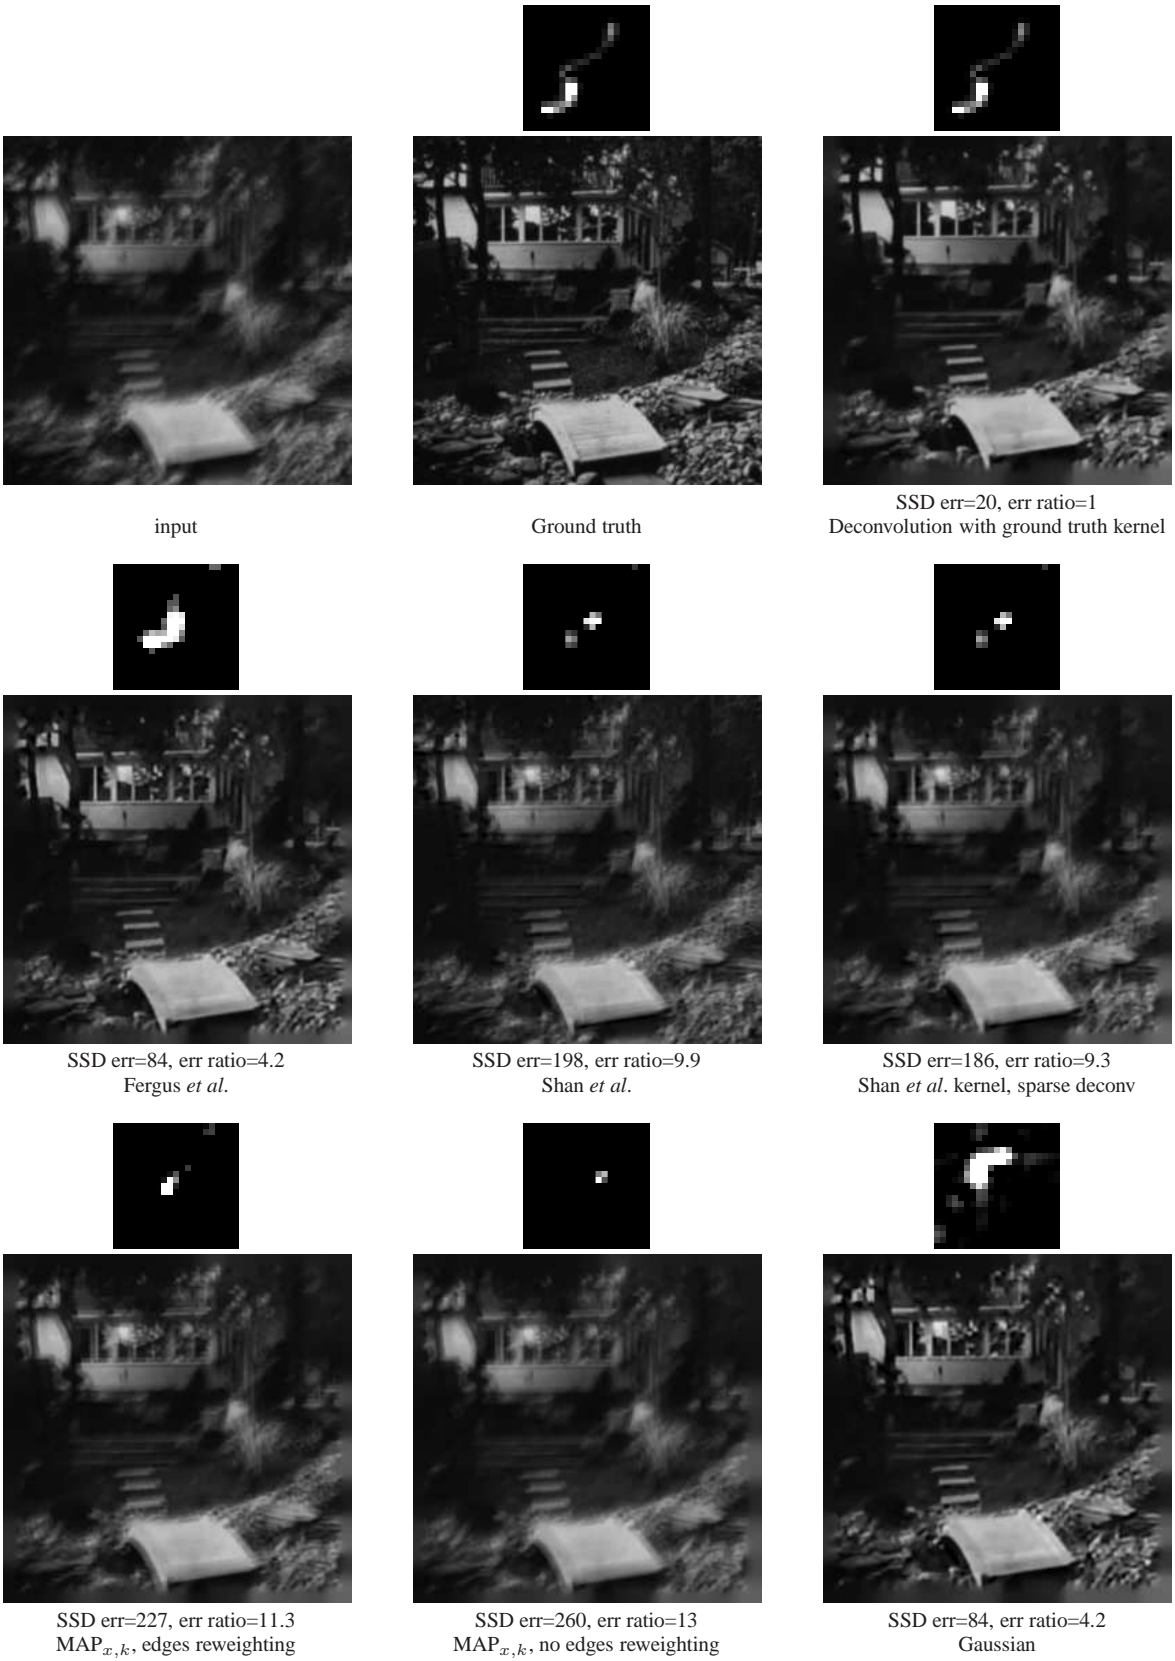 SSD err=20, err ratio=1
input
Ground truth
Deconvolution with ground truth kernel
SSD err=84, err ratio=4.2
Fergus et al.
SSD err=198, err ratio=9.9
Shan et al.
SSD err=186, err ratio=9.3
Shan et al. kernel, sparse deconv
SSD err=227, err ratio=11.3
MAPx,k, edges reweighting
SSD err=260, err ratio=13
MAPx,k, no edges reweighting
SSD err=84, err ratio=4.2
Gaussian